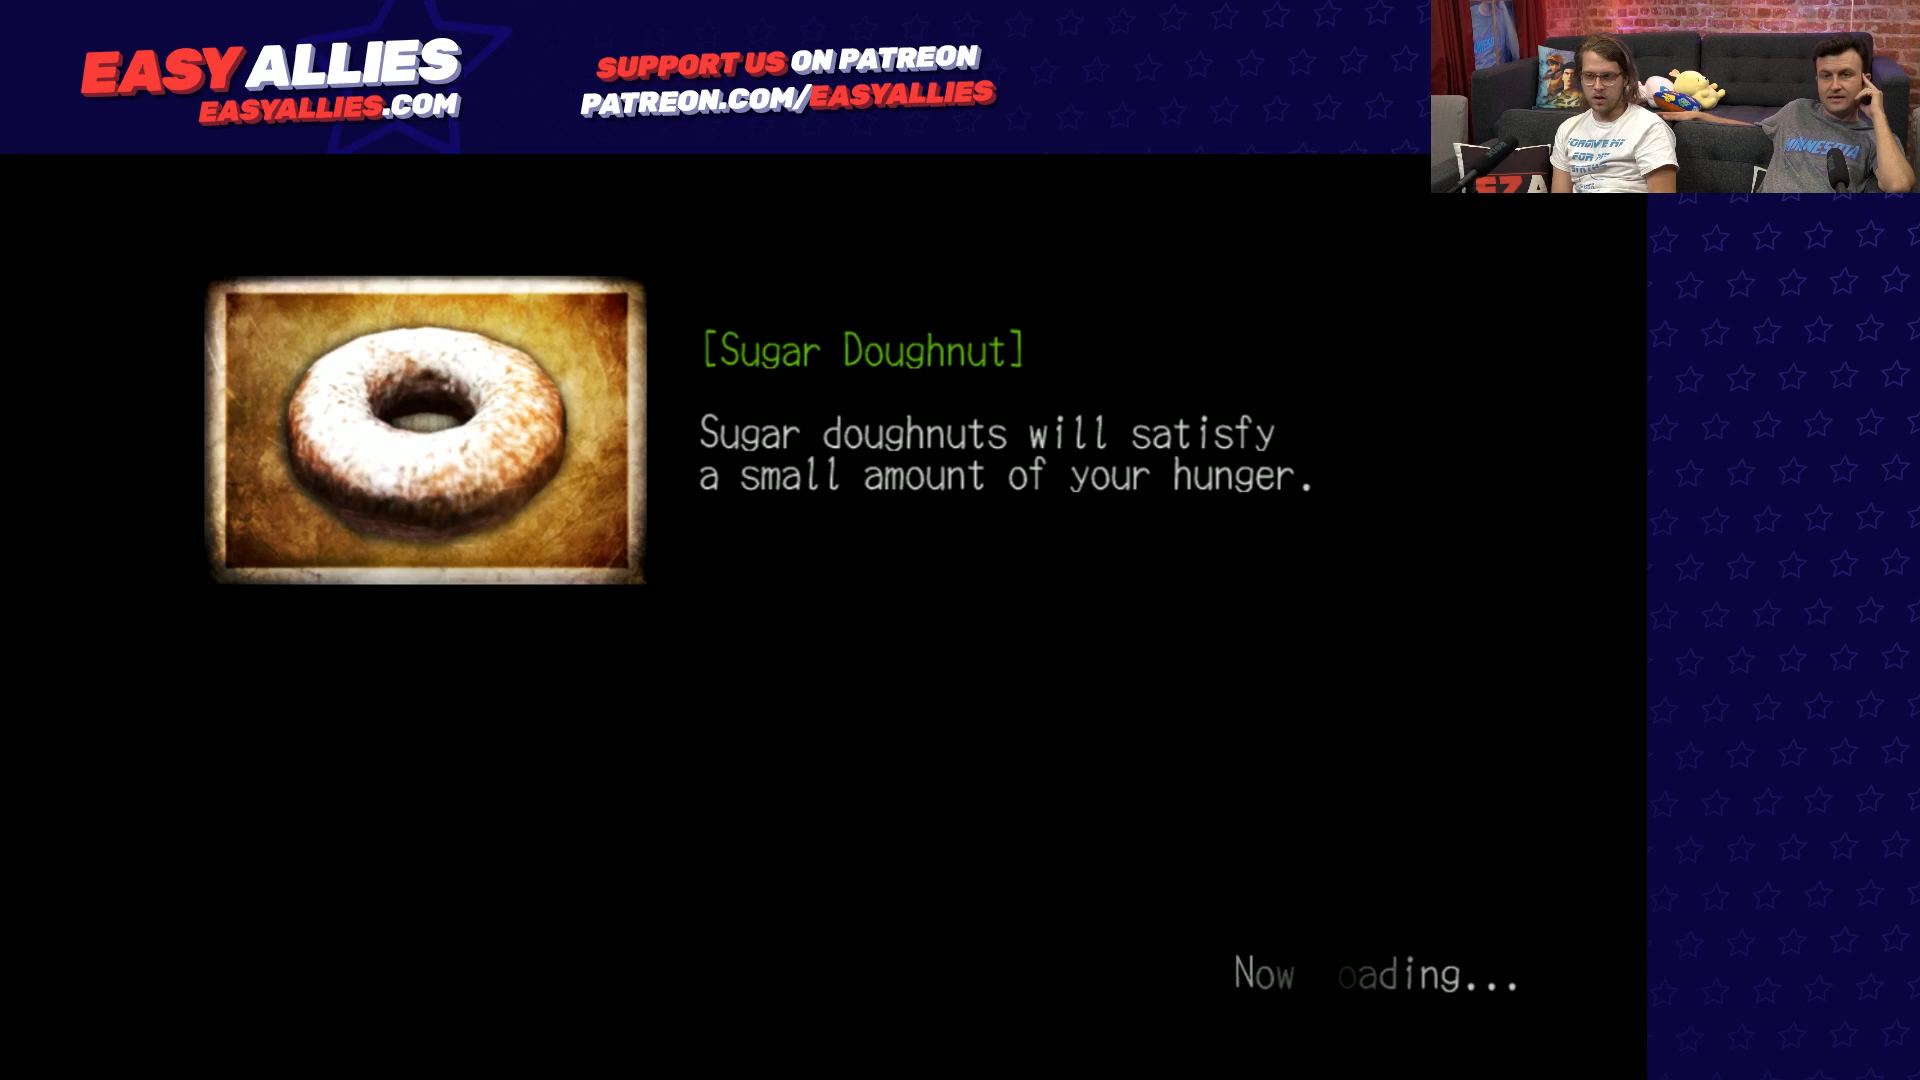 EASY ALLIES
EASYALLIES.COM
SUPPORT US ON PATREON
PATREON.COM/EASYALLIES
MINNESOTA
[Sugar Doughnut]
Sugar doughnuts will satisfy
a small amount of your hunger.
Now oading...